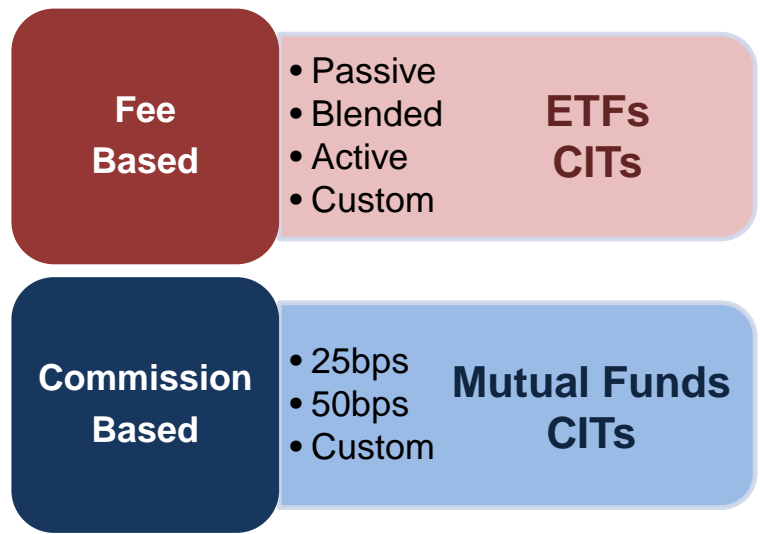 Fee
Based
• Passive
• Blended
• Active
• Custom
ETFs
CITs
Commission
Based
• 25bps
• 50bps
• Custom
Mutual Funds
CITs